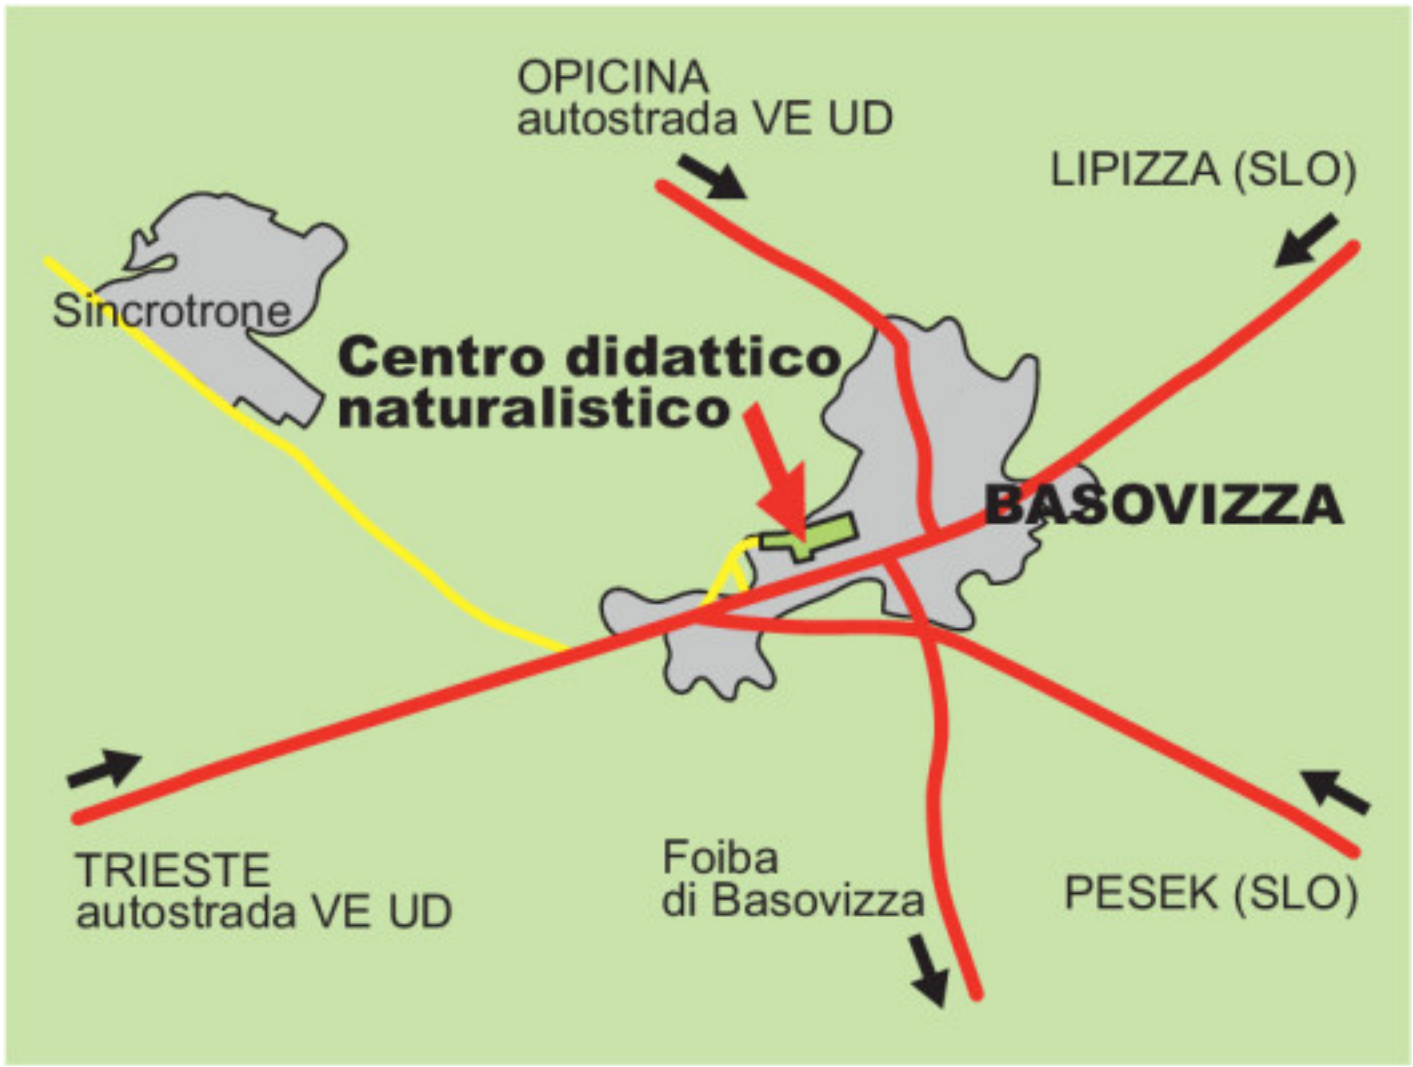 OPICINA
autostrada VE UD
LIPIZZA (SLO)
Sincrotrone
Centro didattico
naturalistico
BASOVIZZA
TRIESTE
autostrada VE UD
Foiba
di Basovizza
PESEK (SLO)